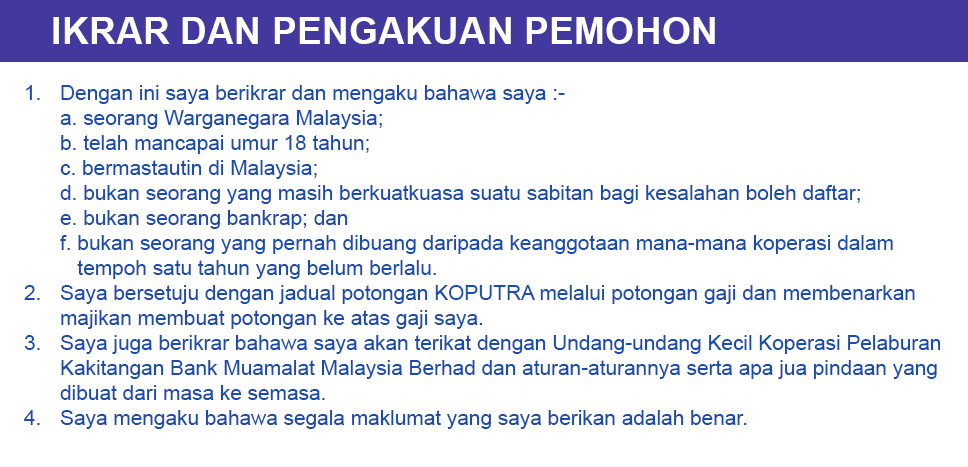 IKRAR DAN PENGAKUAN PEMOHON
1. Dengan ini saya berikrar dan mengaku bahawa saya :-
a. seorang Warganegara Malaysia;
b. telah mancapai umur 18 tahun;
c. bermastautin di Malaysia;
d. bukan seorang yang masih berkuatkuasa suatu sabitan bagi kesalahan boleh daftar;
e. bukan seorang bankrap; dan
f. bukan seorang yang pernah dibuang daripada keanggotaan mana-mana koperasi dalam
tempoh satu tahun yang belum berlalu.
2. Saya bersetuju dengan jadual potongan KOPUTRA melalui potongan gaji dan membenarkan
majikan membuat potongan ke atas gaji saya.
3. Saya juga berikrar bahawa saya akan terikat dengan Undang-undang Kecil Koperasi Pelaburan
Kakitangan Bank Muamalat Malaysia Berhad dan aturan-aturannya serta apa jua pindaan yang
dibuat dari masa ke semasa.
4. Saya mengaku bahawa segala maklumat yang saya berikan adalah benar.